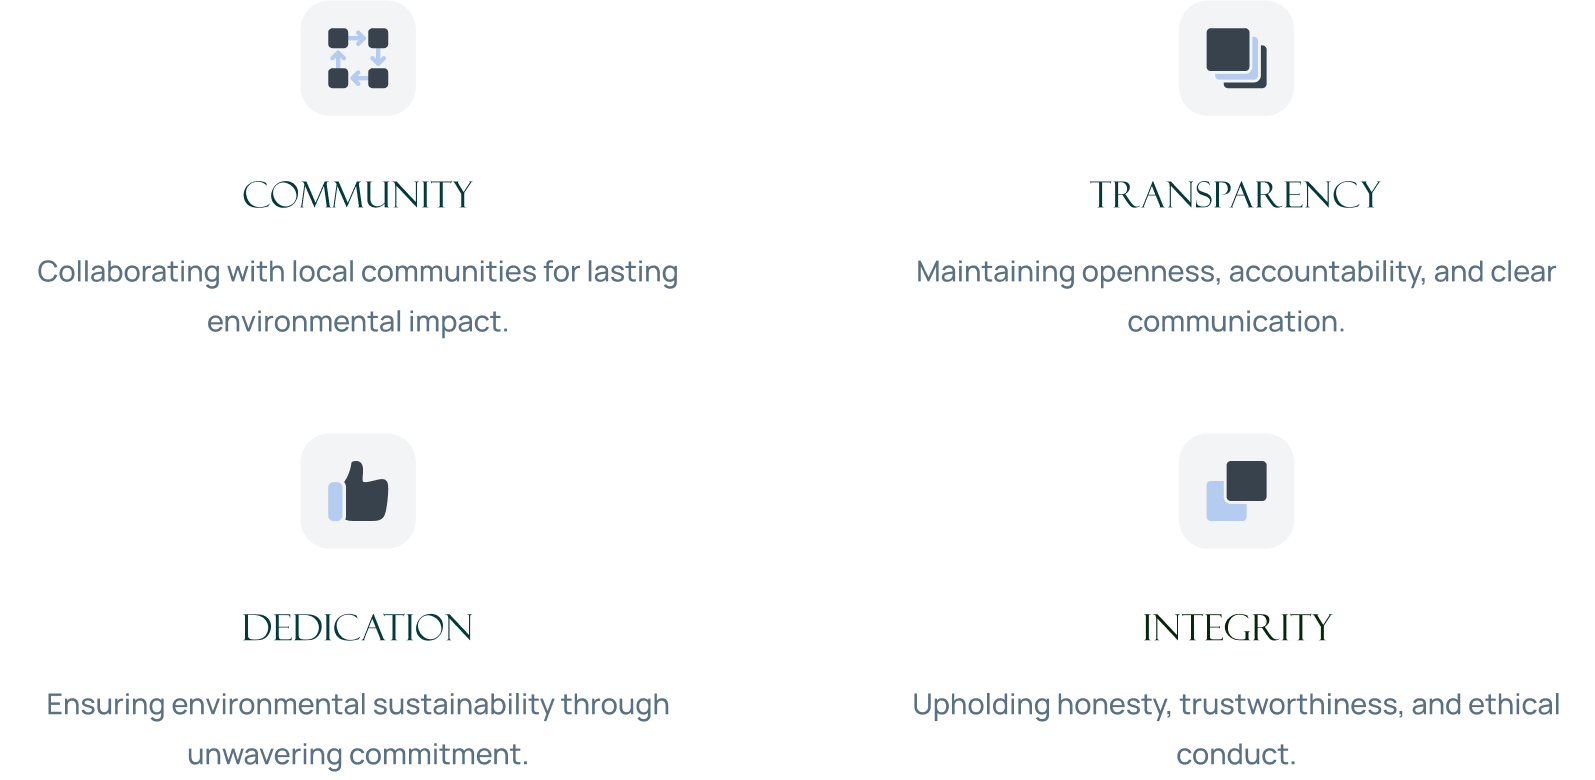 COMMUNITY
Collaborating with local communities for lasting
environmental impact.
TRANSPARENCY
Maintaining openness, accountability, and clear
communication.
DEDICATION
Ensuring environmental sustainability through
unwavering commitment.
INTEGRITY
Upholding honesty, trustworthiness, and ethical
conduct.